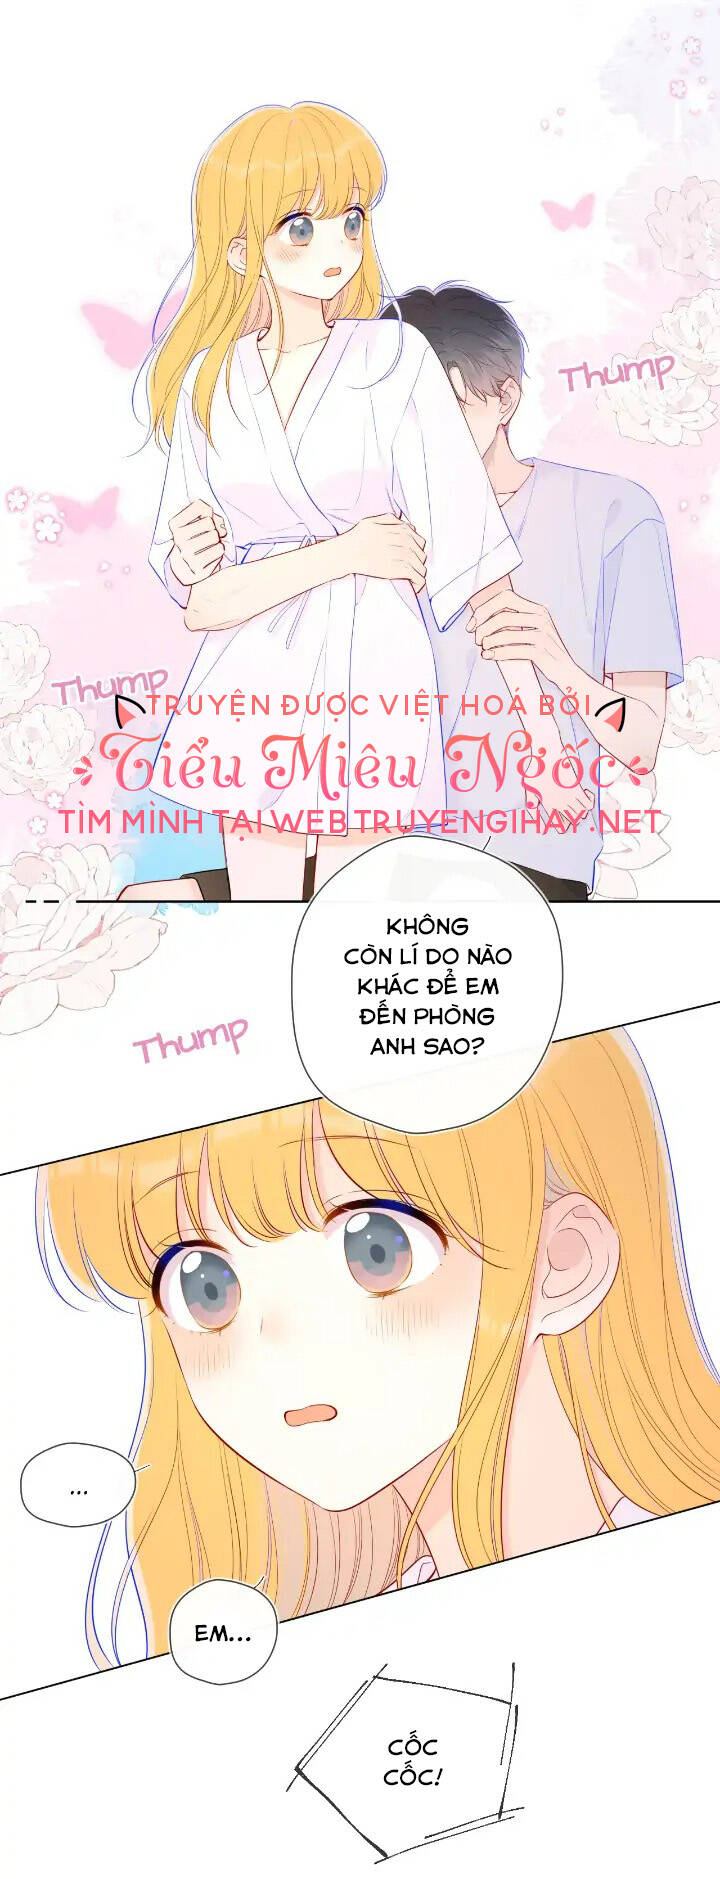 Thump
Thump
TRUYỆN ĐƯỢC VIỆT HOÁ BỞI
Tiểu Miêu Ngốc
TÌM MÌNH TẠI WEB TRUYENGIHAY.NET
KHÔNG
CÒN LÍ DO NÀO
KHÁC ĐỂ EM
ĐẾN PHÒNG
ANH SAO?
Thump
...
EM...
CỐC
CỐC!